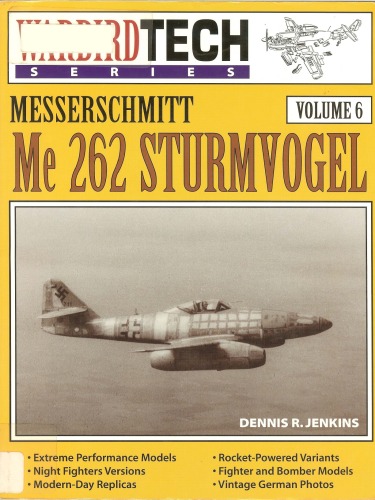 WARBIRDTECH
SERIES
MESSERSCHMITT
VOLUME 6
Me 262 STURMVOGEL
DENNIS R. JENKINS
• Extreme Performance Models
• Night Fighters Versions
• Modern-Day Replicas
• Rocket-Powered Variants
• Fighter and Bomber Models
• Vintage German Photos